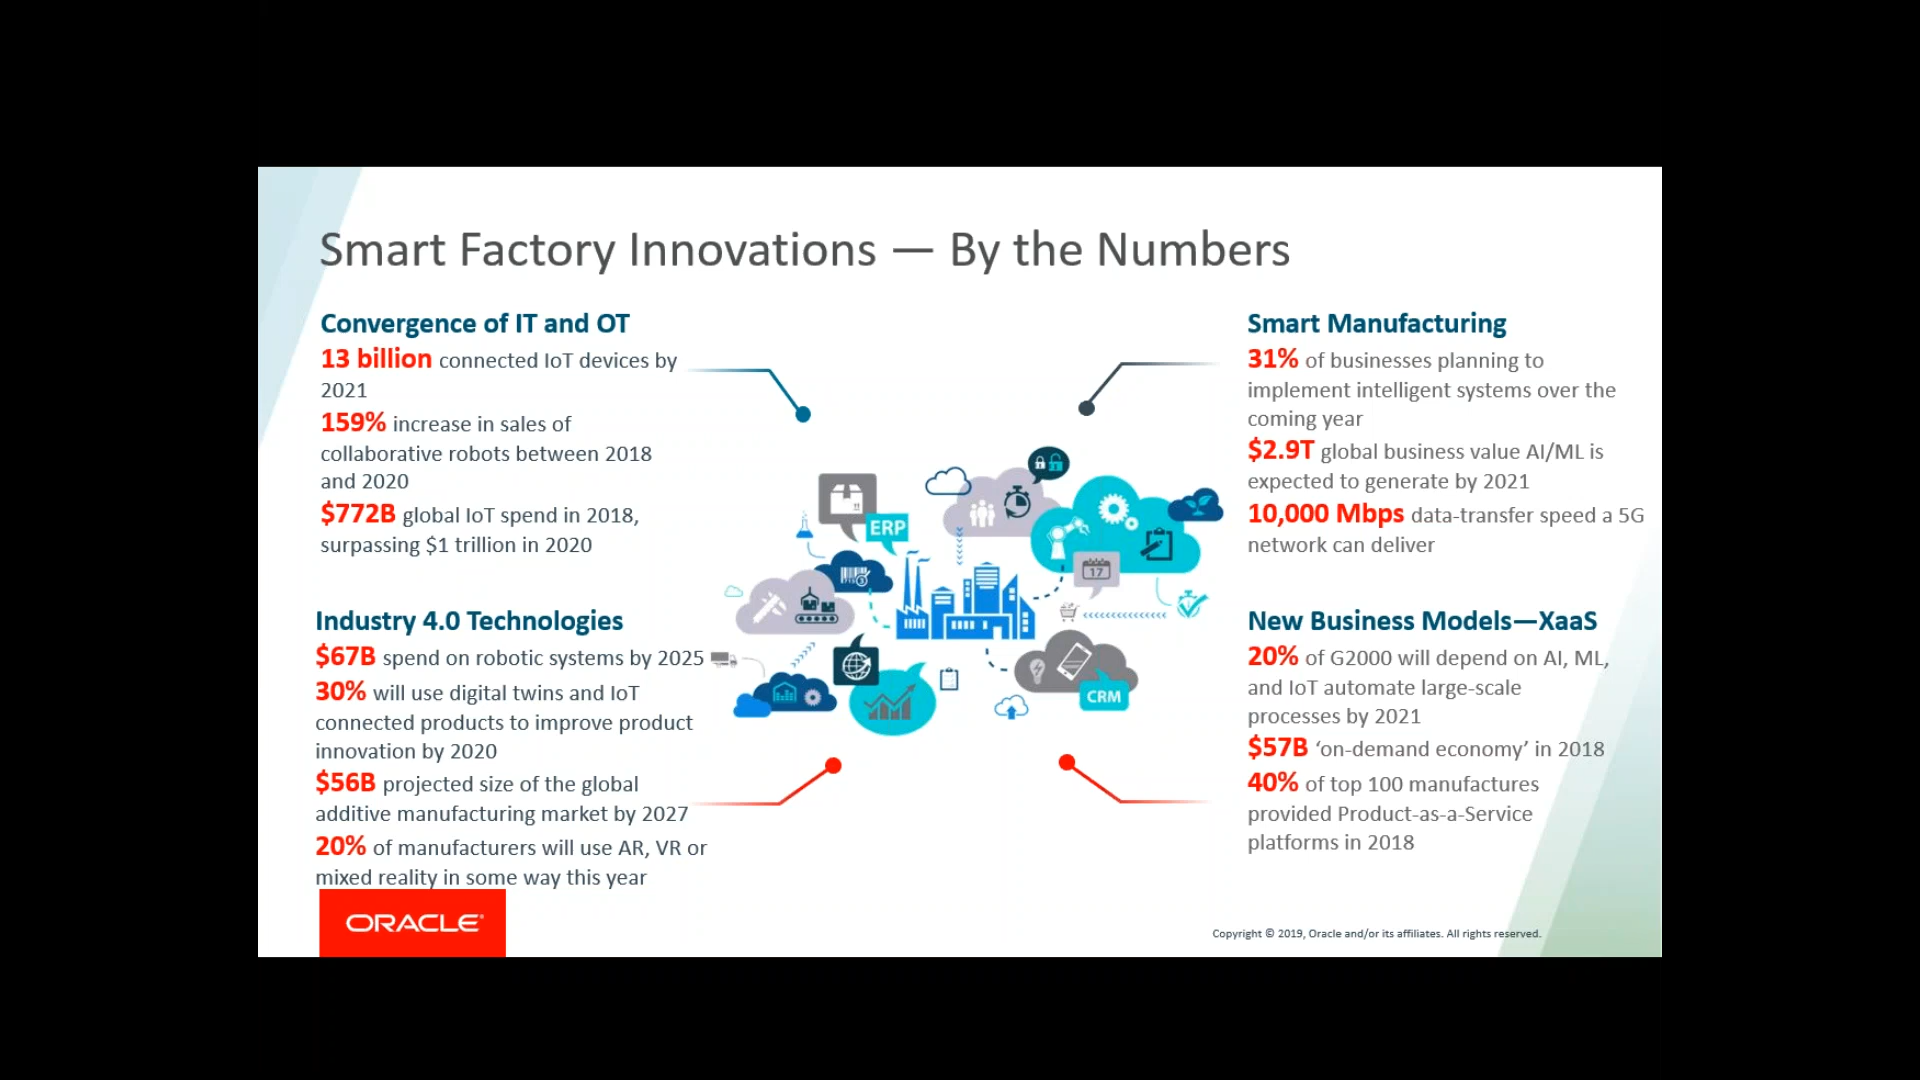 Smart Factory Innovations — By the Numbers
Convergence of IT and OT
13 billion connected IoT devices by
2021
159% increase in sales of
collaborative robots between 2018
and 2020
$772B global IoT spend in 2018,
surpassing $1 trillion in 2020
Industry 4.0 Technologies
$67B spend on robotic systems by 2025
30% will use digital twins and IoT
connected products to improve product
innovation by 2020
$56B projected size of the global
additive manufacturing market by 2027
20% of manufacturers will use AR, VR or
mixed reality in some way this year
ERP
17
CRM
Smart Manufacturing
31% of businesses planning to
implement intelligent systems over the
coming year
$2.9T global business value AI/ML is
expected to generate by 2021
10,000 Mbps data-transfer speed a 5G
network can deliver
New Business Models—XaaS
20% of G2000 will depend on AI, ML,
and IoT automate large-scale
processes by 2021
$57B ‘on-demand economy’ in 2018
40% of top 100 manufactures
provided Product-as-a-Service
platforms in 2018
ORACLE
Copyright © 2019, Oracle and/or its affiliates. All rights reserved.